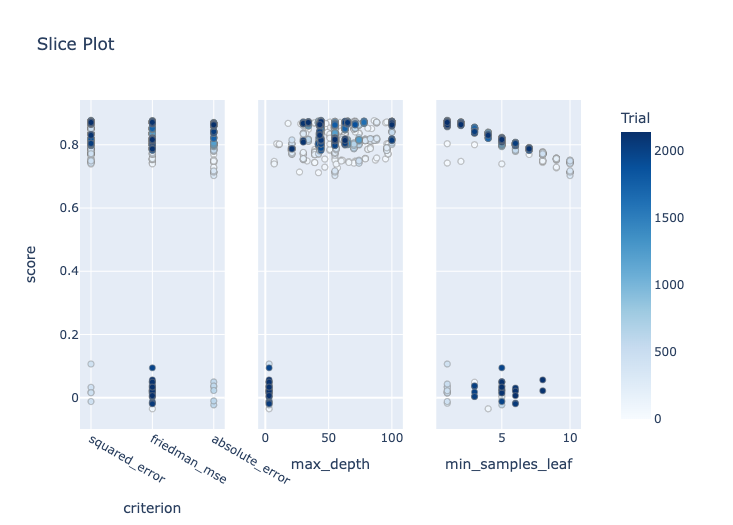 Slice Plot
Trial
0.8
0.6
0.4
0.2
0
score
2000
1500
1000
500
0
squared_error
friedman_mse
absolute_error
0
50
100
5
10
criterion
max_depth
min_samples_leaf